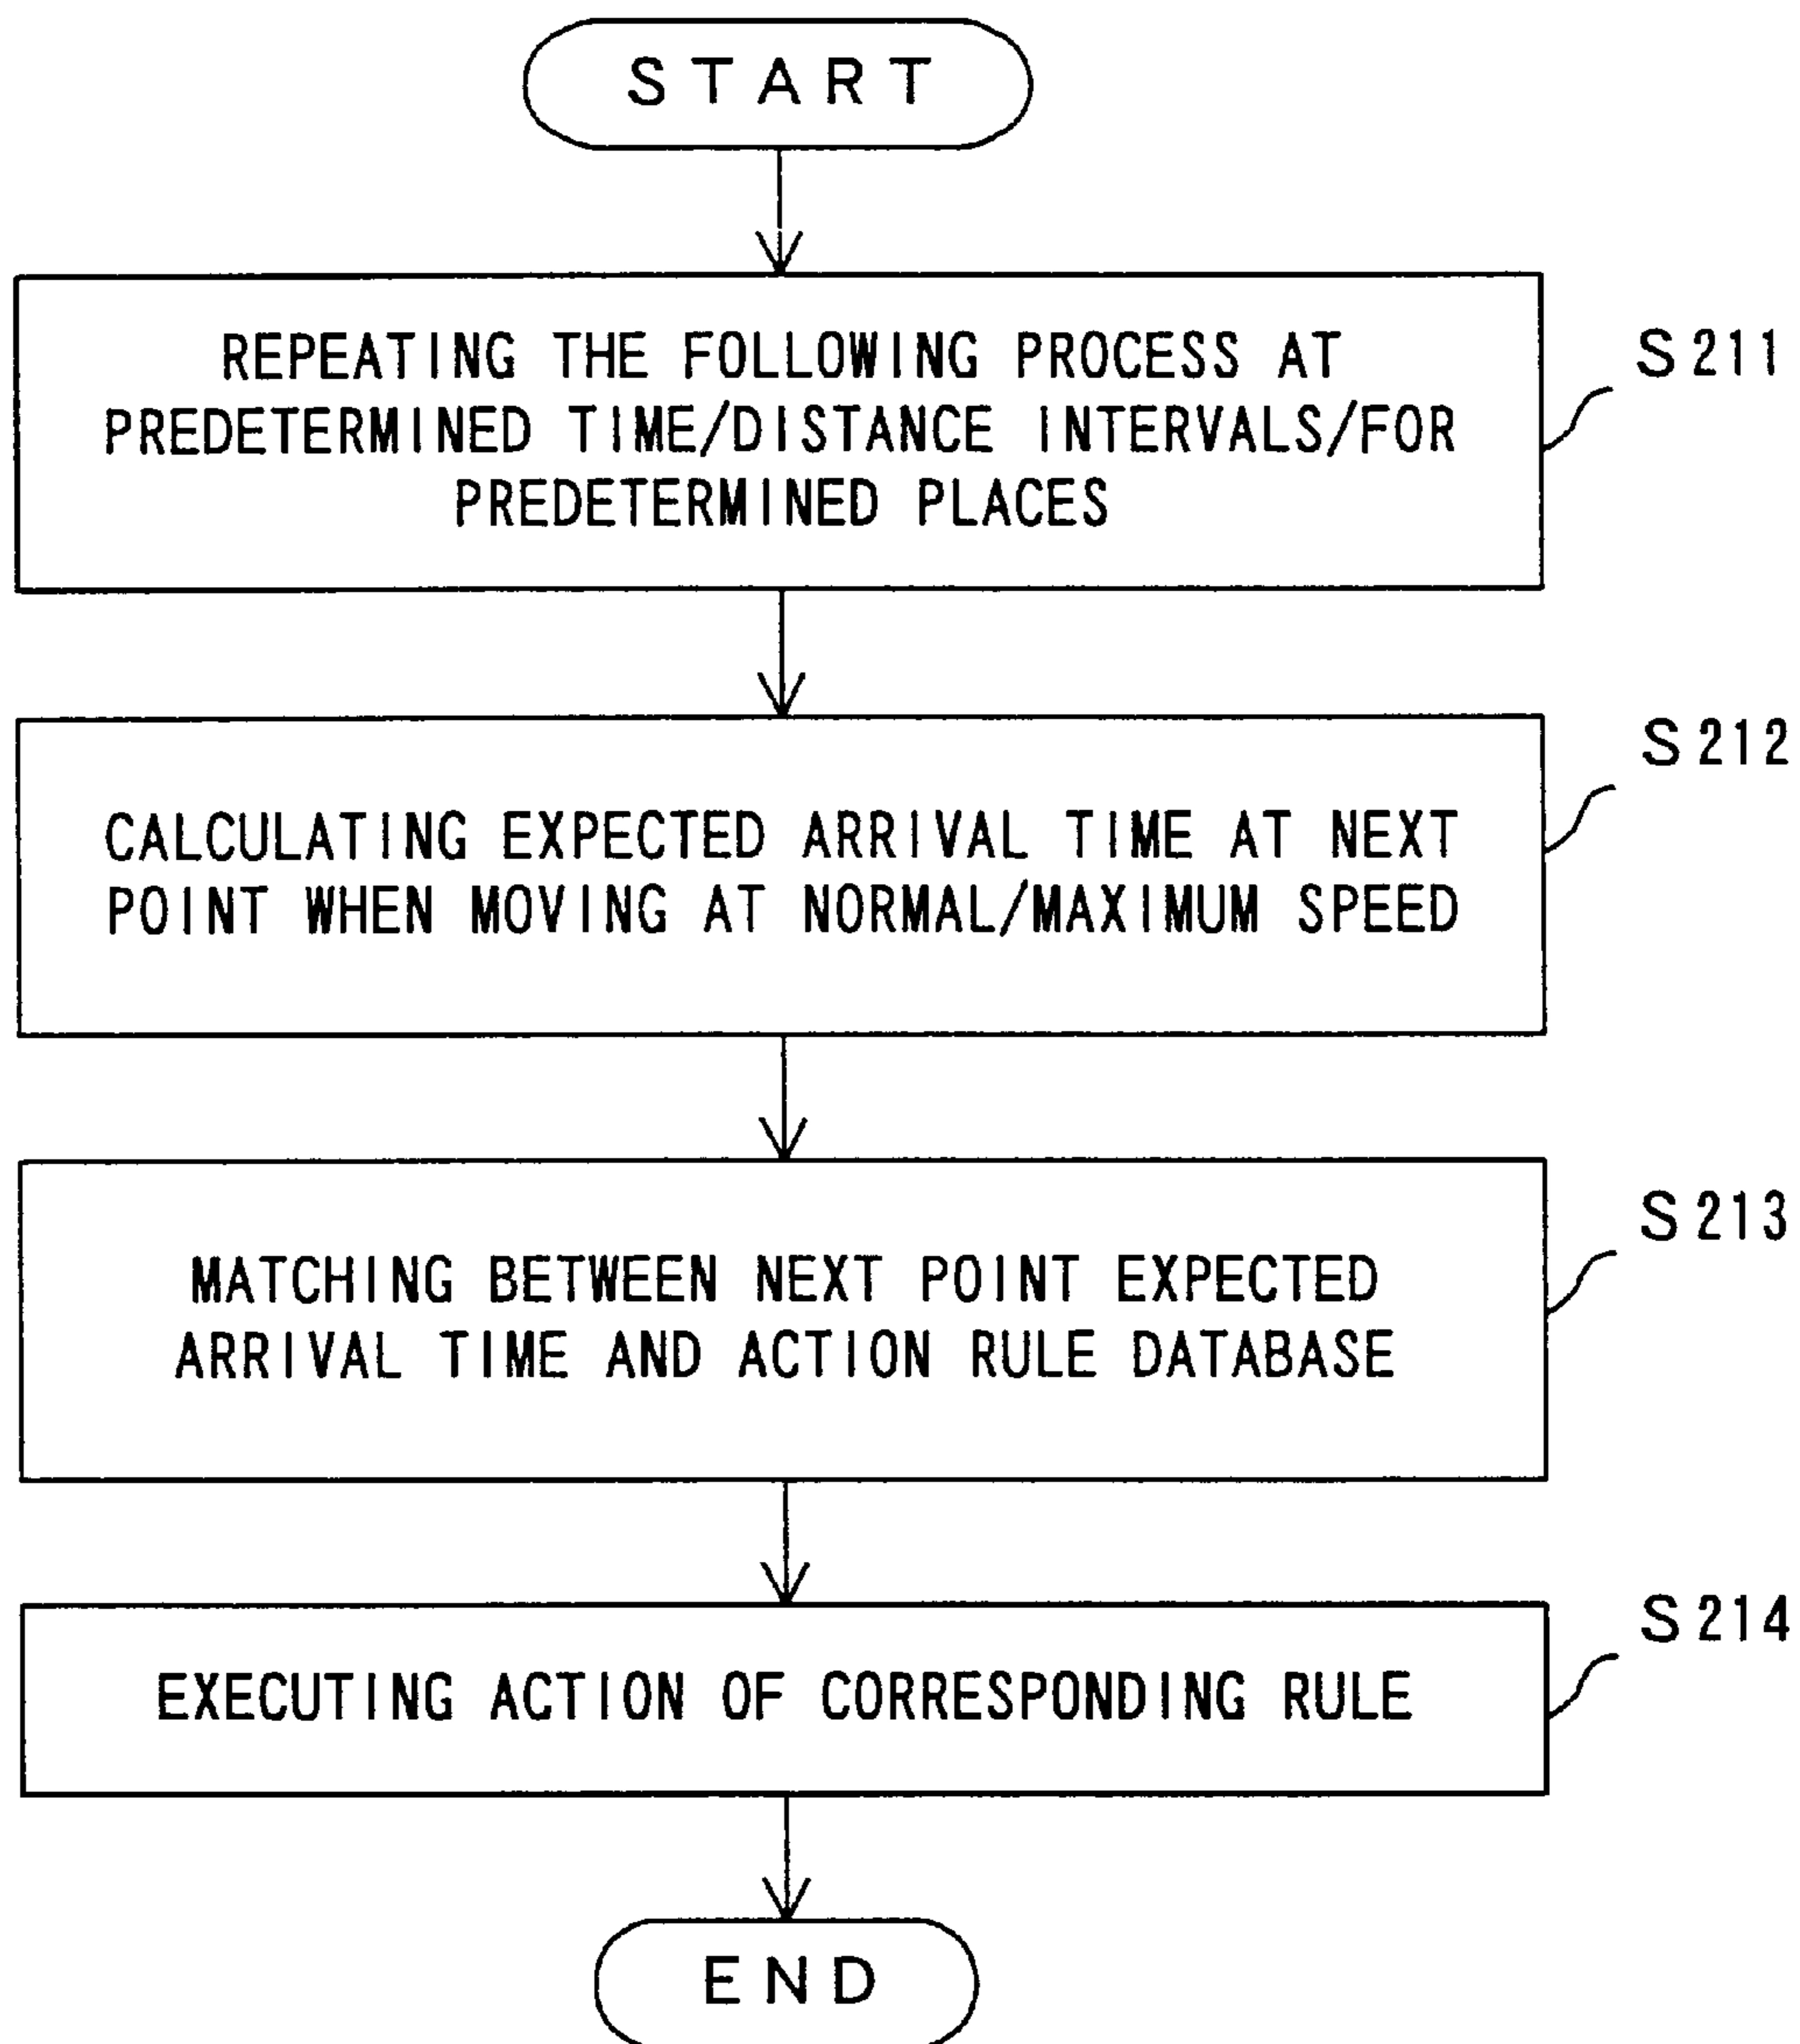 START
REPEATING THE FOLLOWING PROCESS AT
PREDETERMINED TIME/DISTANCE INTERVALS/FOR
PREDETERMINED PLACES
S211
CALCULATING EXPECTED ARRIVAL TIME AT NEXT
POINT WHEN MOVING AT NORMAL/MAXIMUM SPEED
S212
MATCHING BETWEEN NEXT POINT EXPECTED
ARRIVAL TIME AND ACTION RULE DATABASE
S213
EXECUTING ACTION OF CORRESPONDING RULE
S214
END